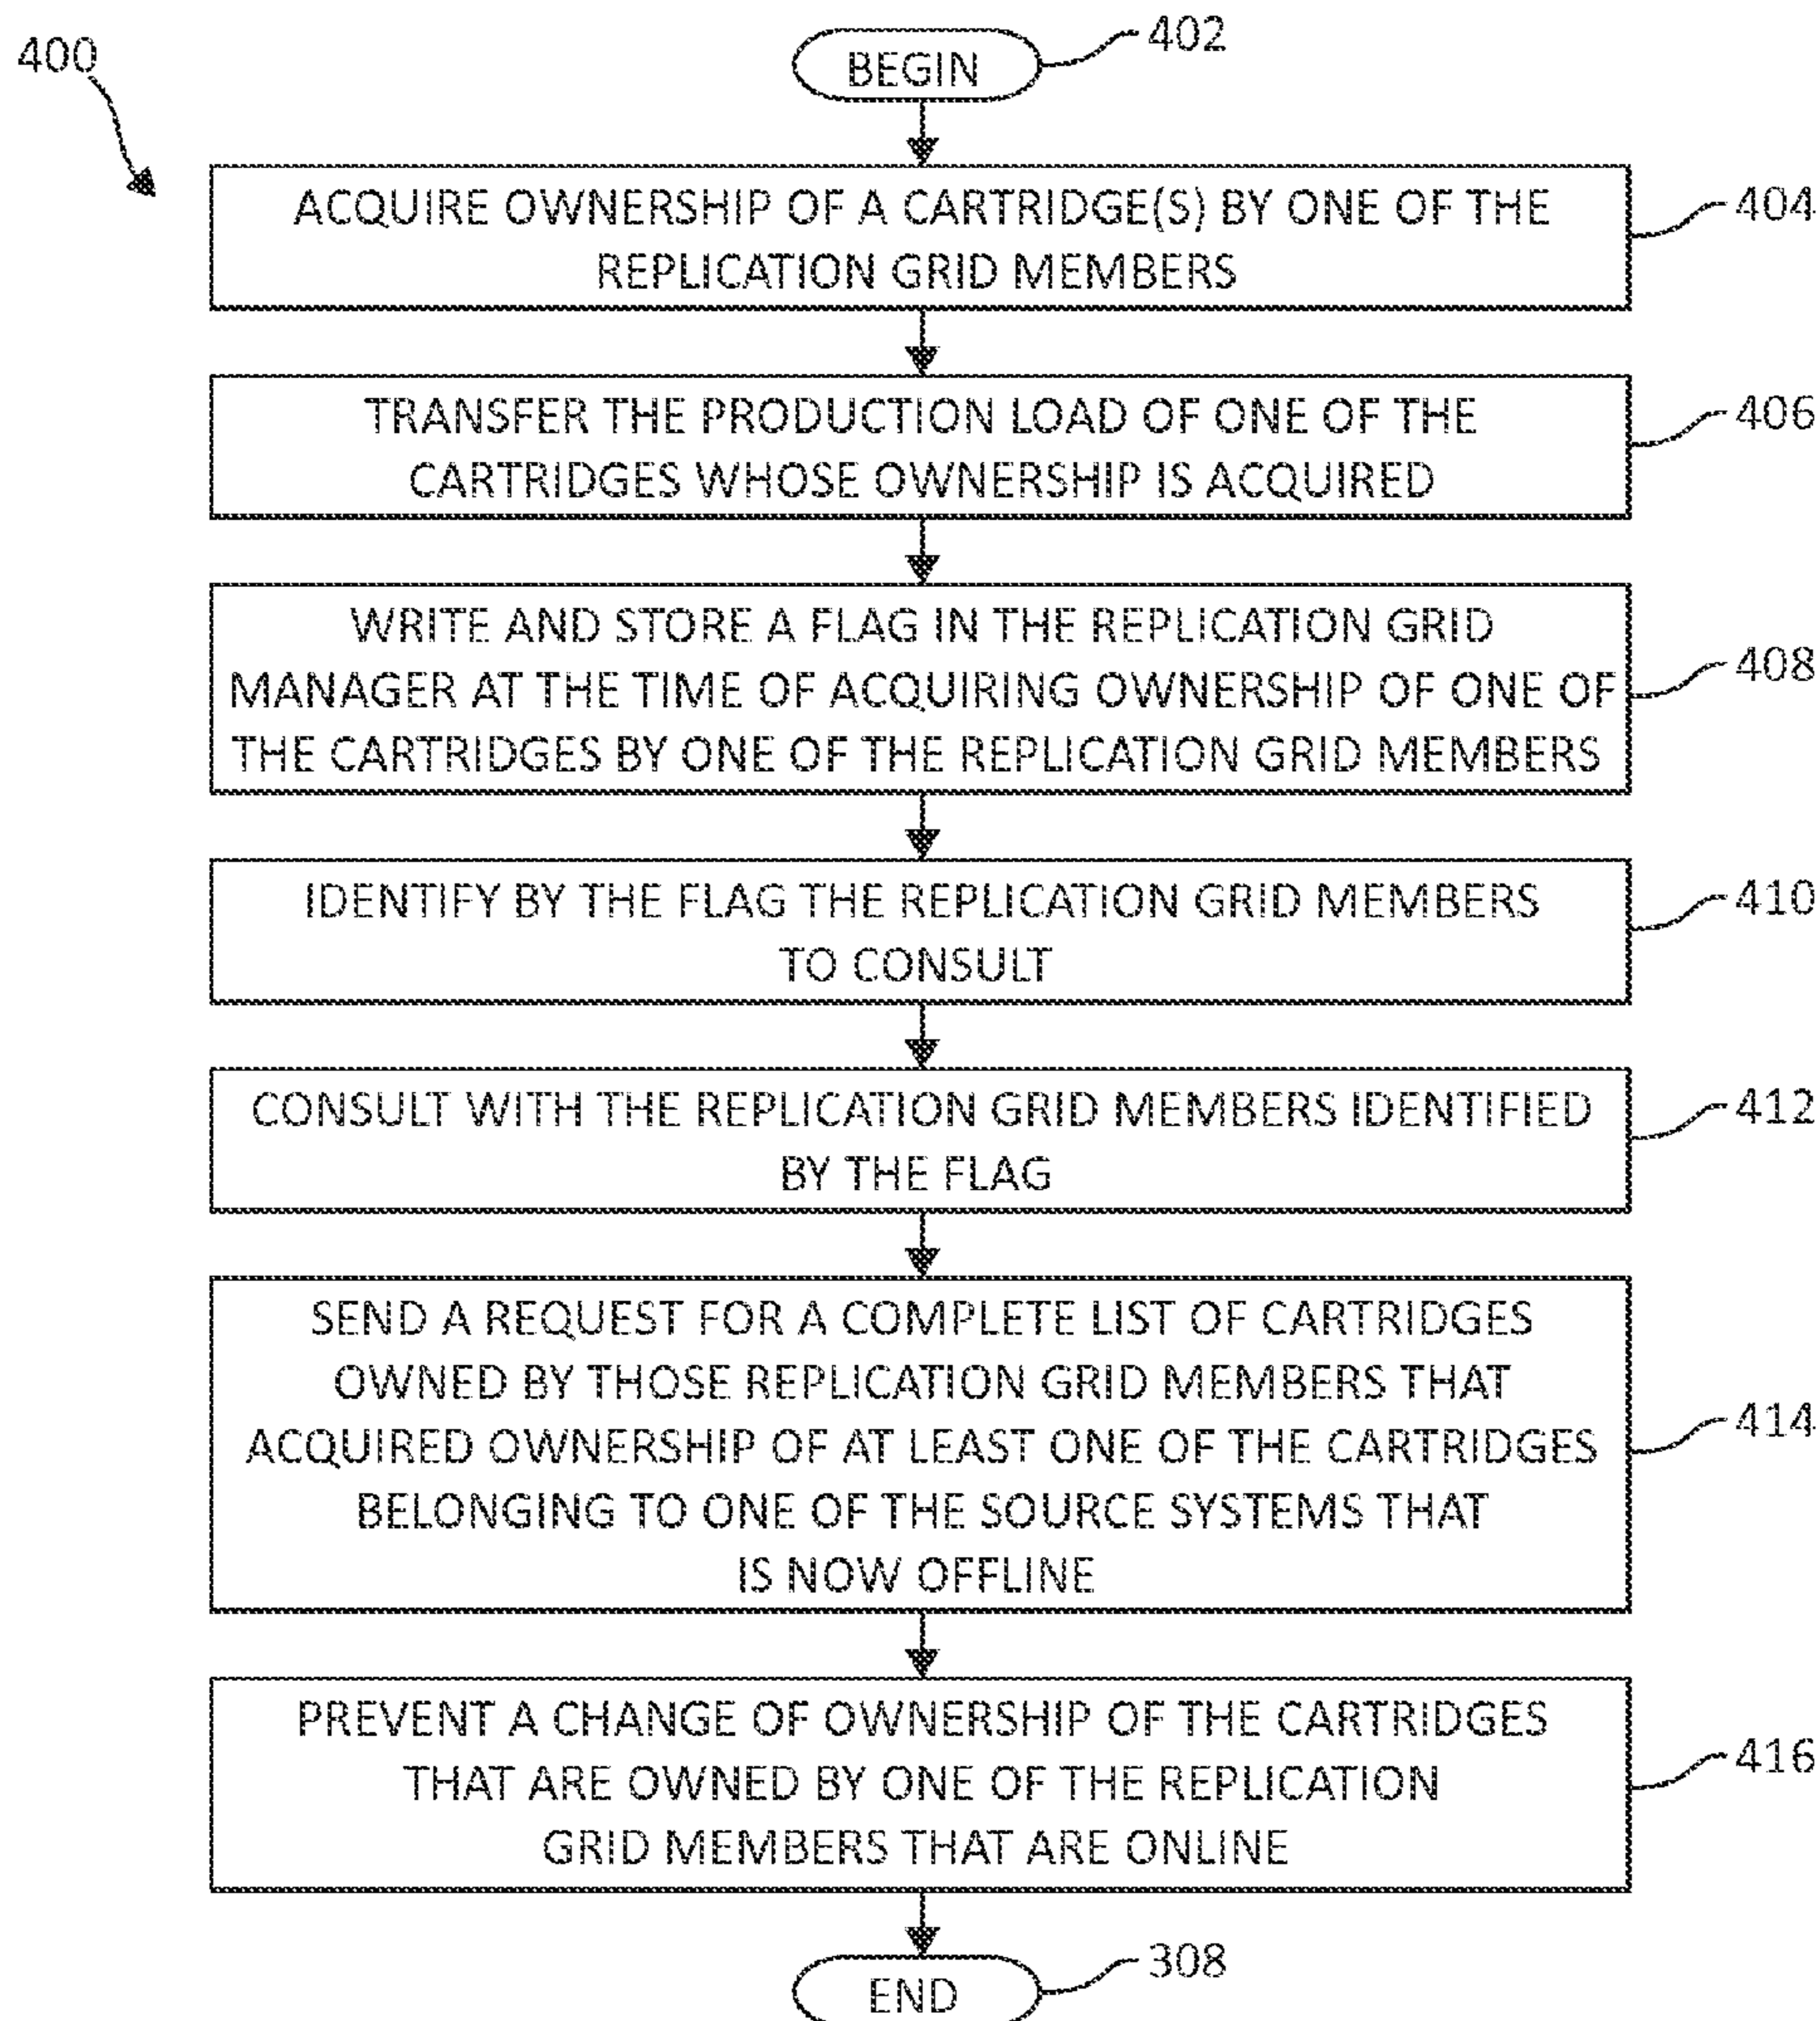 400
BEGIN
402
ACQUIRE OWNERSHIP OF A CARTRIDGE(S) BY ONE OF THE
REPLICATION GRID MEMBERS
404
TRANSFER THE PRODUCTION LOAD OF ONE OF THE
CARTRIDGES WHOSE OWNERSHIP IS ACQUIRED
406
WRITE AND STORE A FLAG IN THE REPLICATION GRID
MANAGER AT THE TIME OF ACQUIRING OWNERSHIP OF ONE OF
THE CARTRIDGES BY ONE OF THE REPLICATION GRID MEMBERS
408
IDENTIFY BY THE FLAG THE REPLICATION GRID MEMBERS
TO CONSULT
410
CONSULT WITH THE REPLICATION GRID MEMBERS IDENTIFIED
BY THE FLAG
412
SEND A REQUEST FOR A COMPLETE LIST OF CARTRIDGES
OWNED BY THOSE REPLICATION GRID MEMBERS THAT
ACQUIRED OWNERSHIP OF AT LEAST ONE OF THE CARTRIDGES
BELONGING TO ONE OF THE SOURCE SYSTEMS THAT
IS NOW OFFLINE
414
PREVENT A CHANGE OF OWNERSHIP OF THE CARTRIDGES
THAT ARE OWNED BY ONE OF THE REPLICATION
GRID MEMBERS THAT ARE ONLINE
416
END
308